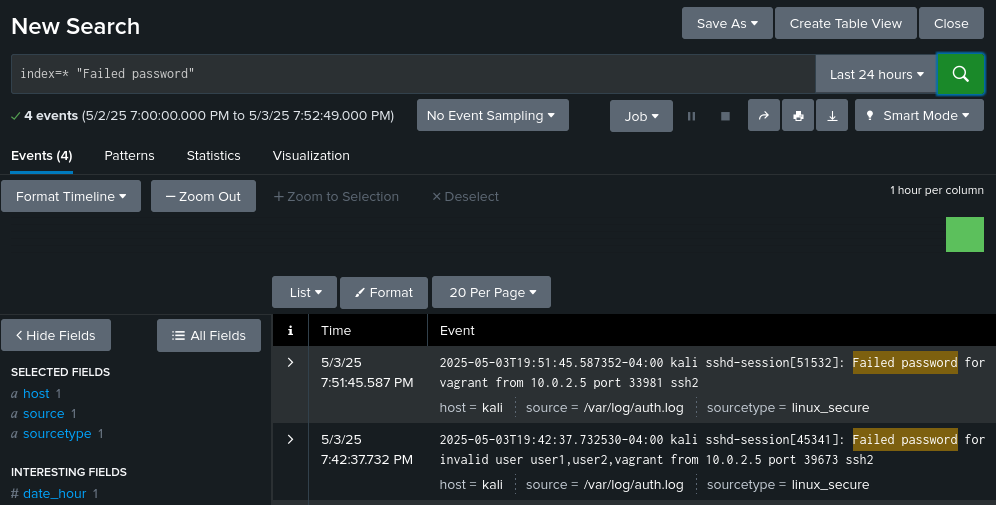 New Search
Save As
Create Table View
Close
index=* "Failed password"
Last 24 hours
4 events (5/2/25 7:00:00.000 PM to 5/3/25 7:52:49.000 PM)
No Event Sampling
Job
Smart Mode
Events (4)
Patterns
Statistics
Visualization
Format Timeline
Zoom Out
Zoom to Selection
Deselect
1 hour per column
List
Format
20 Per Page
Hide Fields
All Fields
SELECTED FIELDS
a host 1
a source 1
a sourcetype 1
INTERESTING FIELDS
# date_hour 1
i
Time
Event
5/3/25
7:51:45.587 PM
2025-05-03T19:51:45.587352-04:00 kali sshd-session[51532]: Failed password for
vagrant from 10.0.2.5 port 33981 ssh2
host = kali
source = /var/log/auth.log
sourcetype = linux_secure
5/3/25
7:42:37.732 PM
2025-05-03T19:42:37.732530-04:00 kali sshd-session[45341]: Failed password for
invalid user user1,user2,vagrant from 10.0.2.5 port 39673 ssh2
host = kali
source = /var/log/auth.log
sourcetype = linux_secure